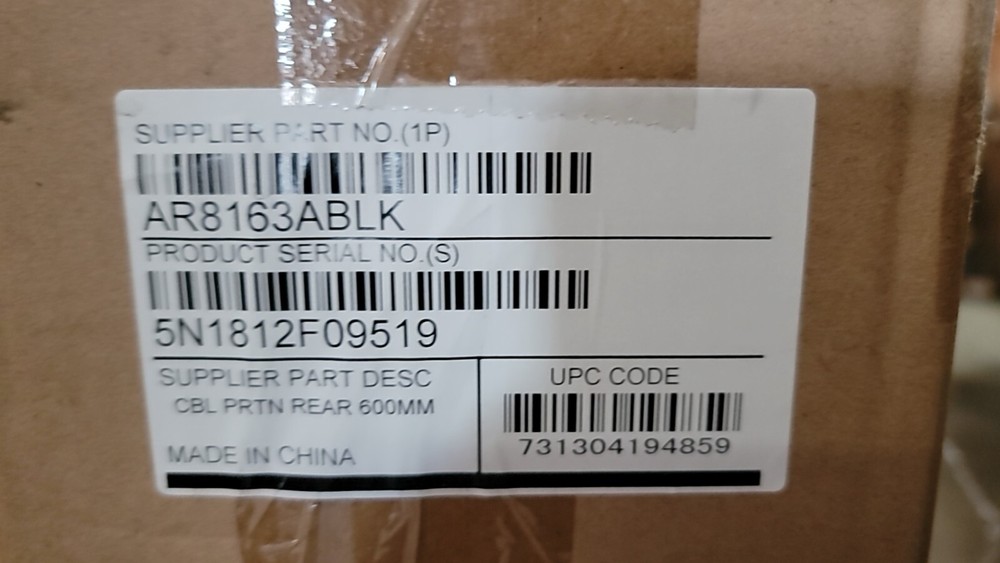 SUPPLIER PART NO.(1P)
AR8163ABLK
PRODUCT SERIAL NO.(S)
5N1812F09519
SUPPLIER PART DESC
CBL PRTN REAR 600MM
MADE IN CHINA
UPC CODE
731304194859